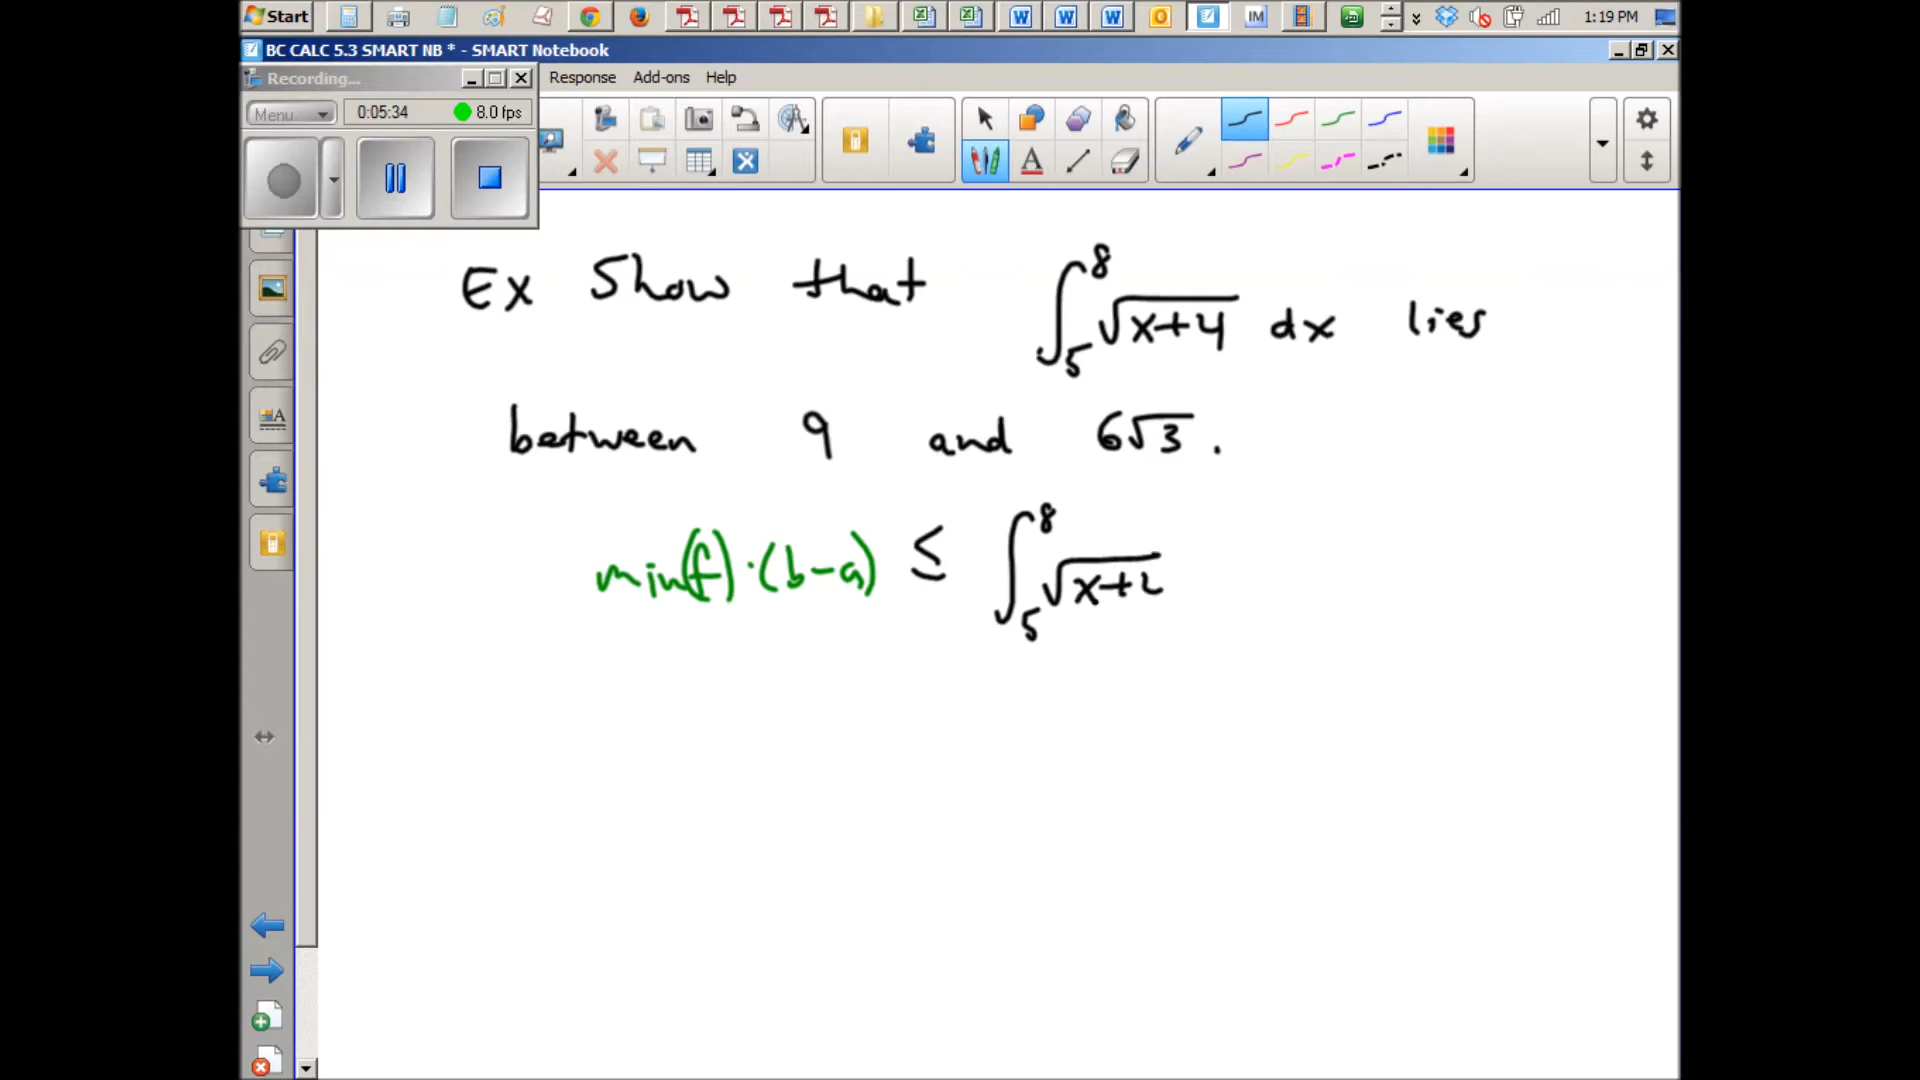 Start
1:19 PM
BC CALC 5.3 SMART NB * - SMART Notebook
Recording...
Response Add-ons Help
Menu 0:05:34 8.0 fps
Ex Show that ∫₅⁸ √(x+4) dx lies
between 9 and 6√3.
min(f)·(b-a) ≤ ∫₅⁸ √x+